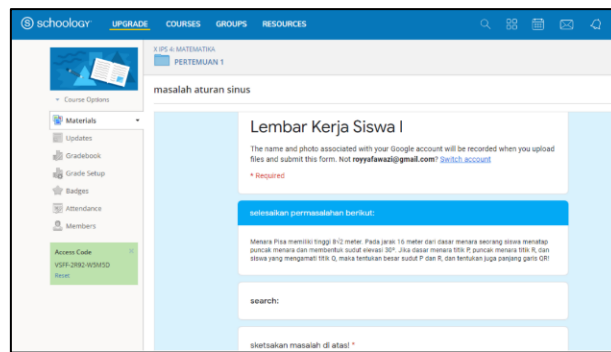 schoology®
UPGRADE
COURSES
GROUPS
RESOURCES
X IPS 4: MATEMATIKA
PERTEMUAN 1
Course Options
masalah aturan sinus
Materials
Updates
Gradebook
Grade Setup
Badges
Attendance
Members
Access Code
VSFF-2R92-W5M5D
Reset
Lembar Kerja Siswa I
The name and photo associated with your Google account will be recorded when you upload
files and submit this form. Not royyafawazi@gmail.com? Switch account
* Required
selesaikan permasalahan berikut:
Menara Pisa memiliki tinggi 8√2 meter. Pada jarak 16 meter dari dasar menara seorang siswa menatap
puncak menara dan membentuk sudut elevasi 30°. Jika dasar menara titik P, puncak menara titik R, dan
siswa yang mengamati titik Q, maka tentukan besar sudut P dan R, dan tentukan juga panjang garis QR!
search:
sketsakan masalah di atas! *